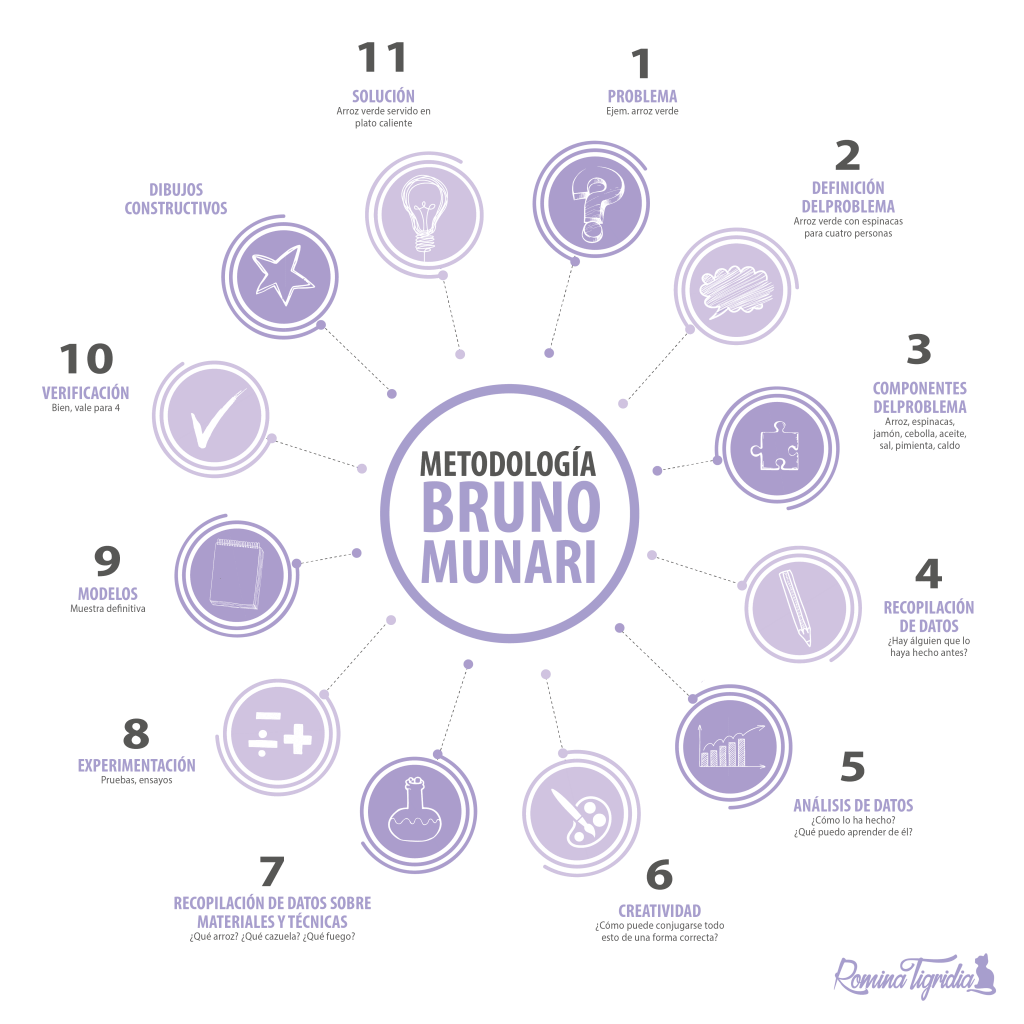 METODOLOGÍA
BRUNO
MUNARI
1
PROBLEMA
Ejem. arroz verde
2
DEFINICIÓN
DELPROBLEMA
Arroz verde con espinacas
para cuatro personas
3
COMPONENTES
DELPROBLEMA
Arroz, espinacas,
jamón, cebolla, aceite,
sal, pimienta, caldo
4
RECOPILACIÓN
DE DATOS
¿Hay álguien que lo
haya hecho antes?
5
ANÁLISIS DE DATOS
¿Cómo lo ha hecho?
¿Qué puedo aprender de él?
6
CREATIVIDAD
¿Cómo puede conjugarse todo
esto de una forma correcta?
7
RECOPILACIÓN DE DATOS SOBRE
MATERIALES Y TÉCNICAS
¿Qué arroz? ¿Qué cazuela? ¿Qué fuego?
8
EXPERIMENTACIÓN
Pruebas, ensayos
9
MODELOS
Muestra definitiva
10
VERIFICACIÓN
Bien, vale para 4
DIBUJOS
CONSTRUCTIVOS
11
SOLUCIÓN
Arroz verde servido en
plato caliente
Romina Tigridia